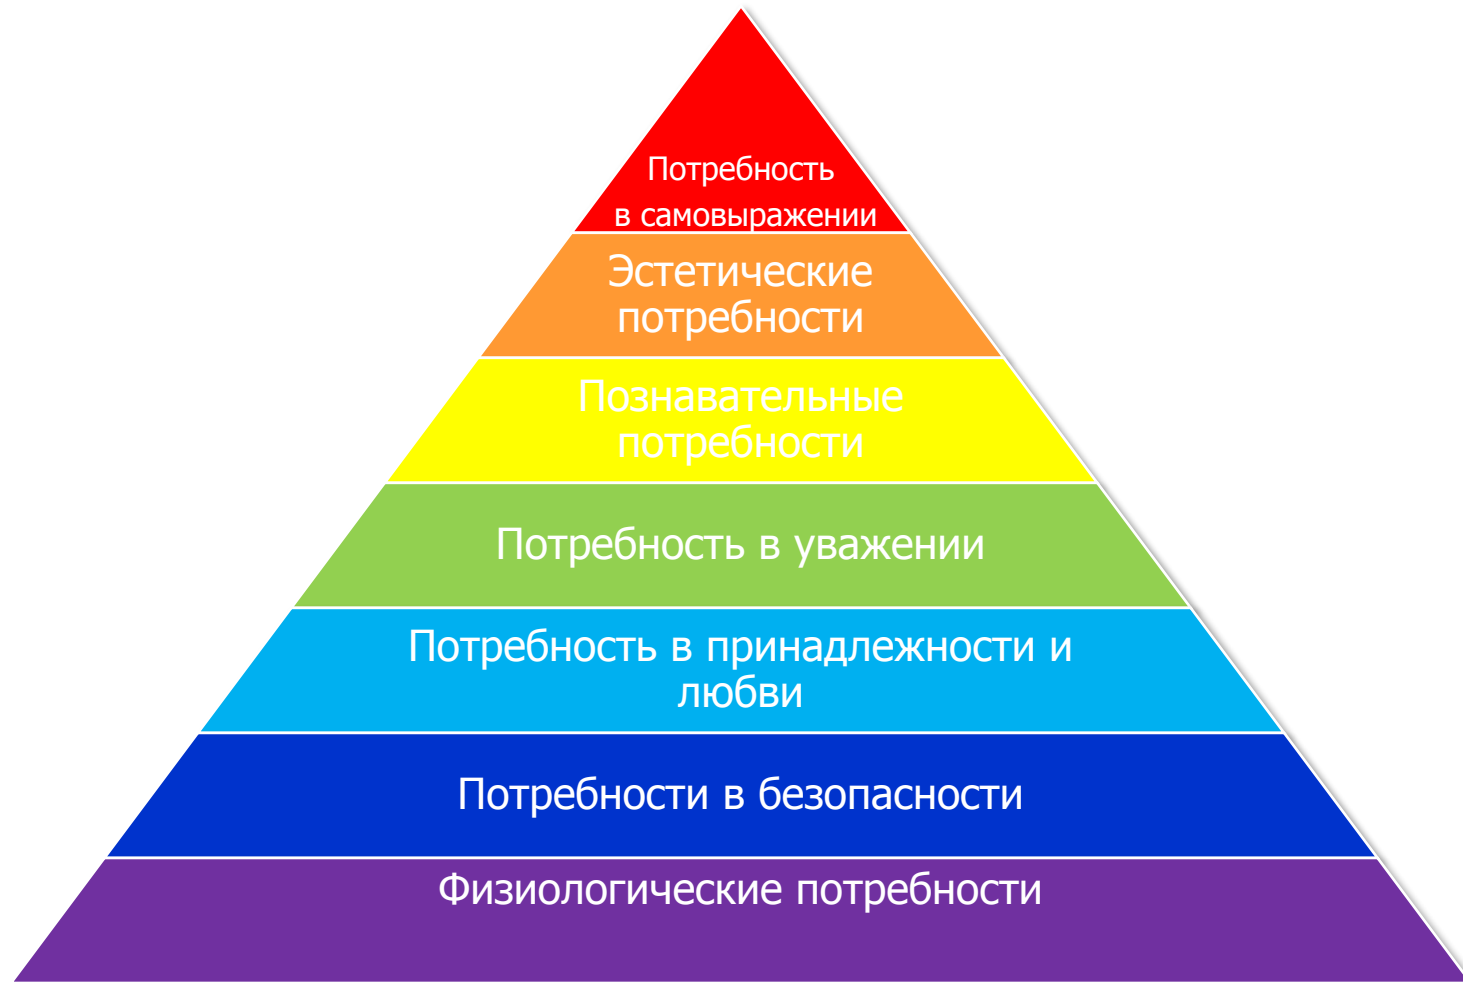 Потребность
в самовыражении
Эстетические
потребности
Познавательные
потребности
Потребность в уважении
Потребность в принадлежности и
любви
Потребности в безопасности
Физиологические потребности